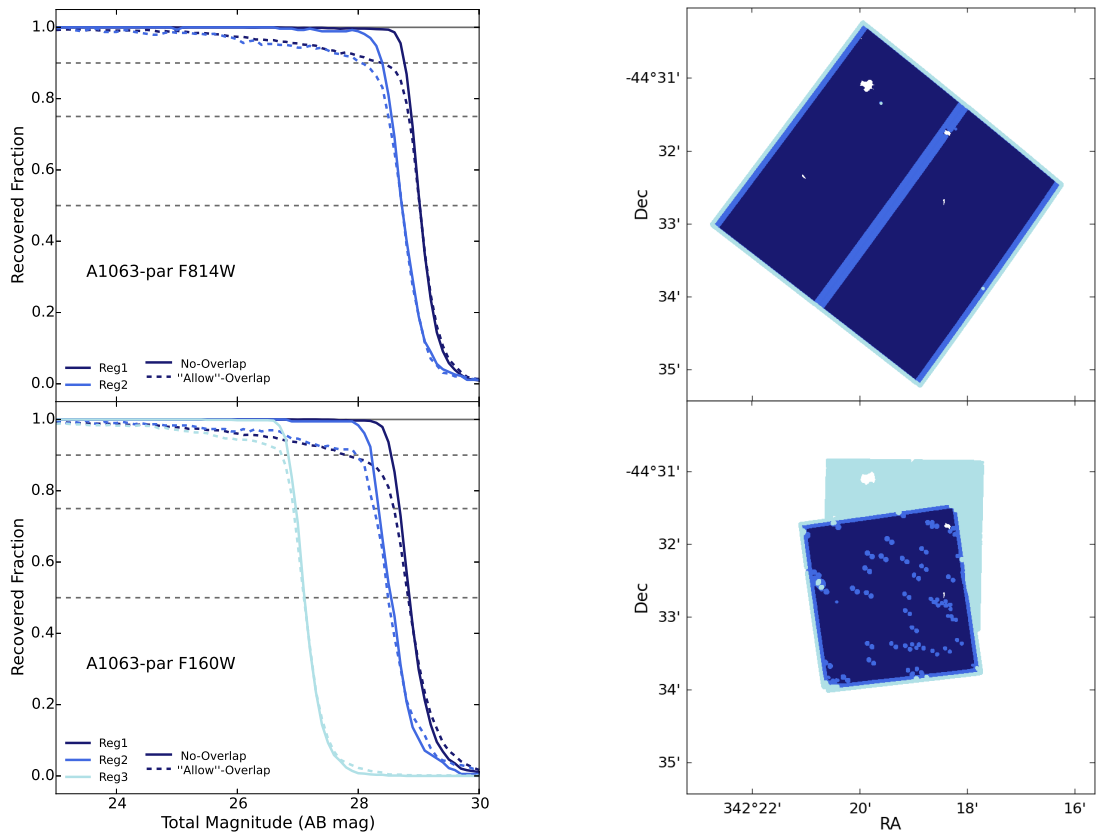 1.0
0.8
0.6
0.4
0.2
0.0
Recovered Fraction
A1063-par F814W
Reg1
Reg2
No-Overlap
"Allow"-Overlap
1.0
0.8
0.6
0.4
0.2
0.0
Recovered Fraction
A1063-par F160W
Reg1
Reg2
Reg3
No-Overlap
"Allow"-Overlap
24 26 28 30
Total Magnitude (AB mag)
-44°31'
32'
33'
34'
35'
Dec
-44°31'
32'
33'
34'
35'
Dec
342°22' 20' 18' 16'
RA